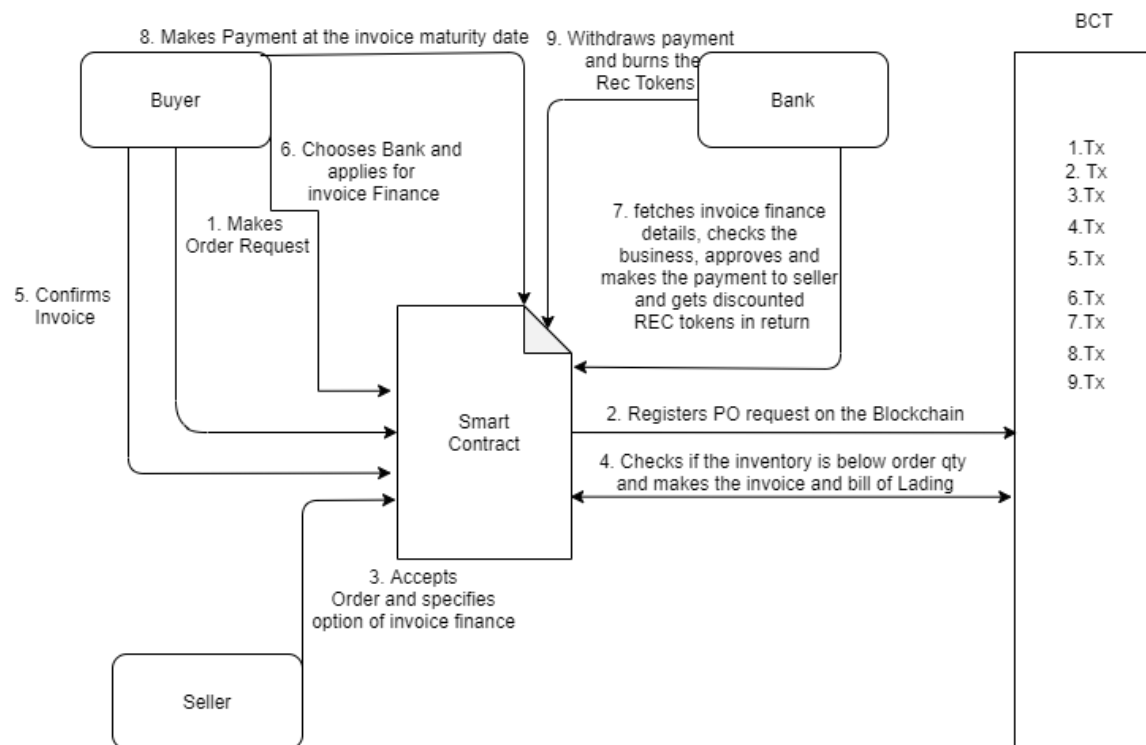 8. Makes Payment at the invoice maturity date
9. Withdraws payment
and burns the
Rec Tokens
BCT
Buyer
Bank
6. Chooses Bank and
applies for
invoice Finance
1. Makes
Order Request
7. fetches invoice finance
details, checks the
business, approves and
makes the payment to seller
and gets discounted
REC tokens in return
5. Confirms
Invoice
1.Tx
2. Tx
3.Tx
4.Tx
5.Tx
6.Tx
7.Tx
8.Tx
9.Tx
Smart
Contract
2. Registers PO request on the Blockchain
4. Checks if the inventory is below order qty
and makes the invoice and bill of Lading
3. Accepts
Order and specifies
option of invoice finance
Seller